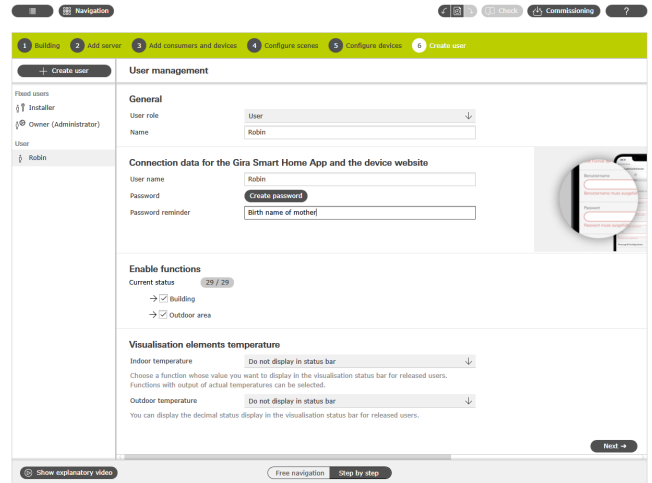 Navigation
Check
Commissioning
?
1 Building
2 Add server
3 Add consumers and devices
4 Configure scenes
5 Configure devices
6 Create user
+ Create user
User management
Fixed users
Installer
Owner (Administrator)
User
Robin
General
User role User
Name Robin
Connection data for the Gira Smart Home App and the device website
User name Robin
Password Create password
Password reminder Birth name of mother
Benutzername
Passwort
Enable functions
Current status 29 / 29
→ Building
→ Outdoor area
Visualisation elements temperature
Indoor temperature Do not display in status bar
Choose a function whose value you want to display in the visualisation status bar for released users.
Functions with output of actual temperatures can be selected.
Outdoor temperature Do not display in status bar
You can display the decimal status display in the visualisation status bar for released users.
Next →
Show explanatory video
Free navigation Step by step